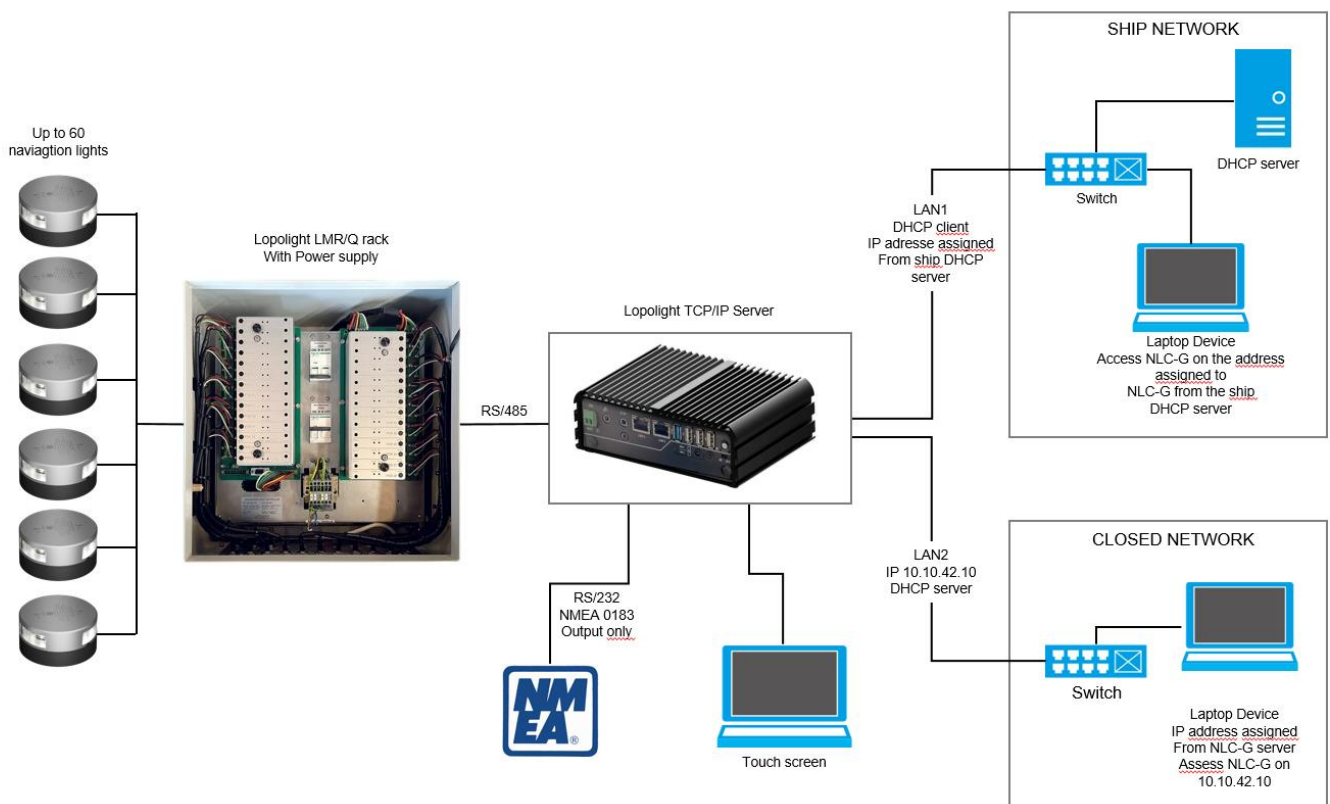 Up to 60
naviagtion lights
Lopolight LMR/Q rack
With Power supply
RS/485
Lopolight TCP/IP Server
RS/232
NMEA 0183
Output only
NM
EA®
Touch screen
LAN1
DHCP client
IP adresse assigned
From ship DHCP
server
LAN2
IP 10.10.42.10
DHCP server
SHIP NETWORK
DHCP server
Switch
Laptop Device
Access NLC-G on the address
assigned to
NLC-G from the ship
DHCP server
CLOSED NETWORK
Switch
Laptop Device
IP address assigned
From NLC-G server
Assess NLC-G on
10.10.42.10